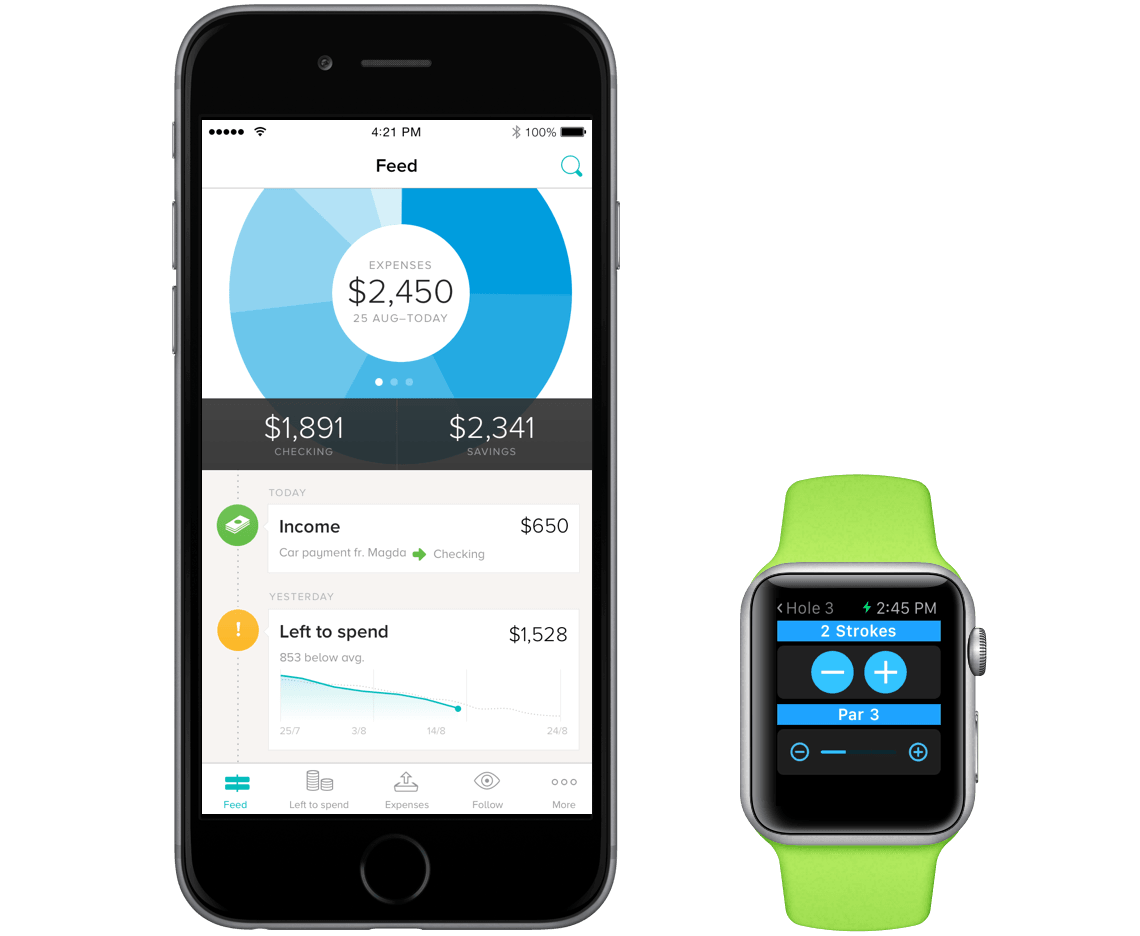 4:21 PM
100%
Feed
EXPENSES
$2,450
25 AUG–TODAY
$1,891
$2,341
CHECKING
SAVINGS
TODAY
Income
$650
Car payment fr. Magda
Checking
YESTERDAY
Left to spend
$1,528
853 below avg.
25/7
3/8
14/8
24/8
Feed
Left to spend
Expenses
Follow
More
Hole 3
2:45 PM
2 Strokes
Par 3